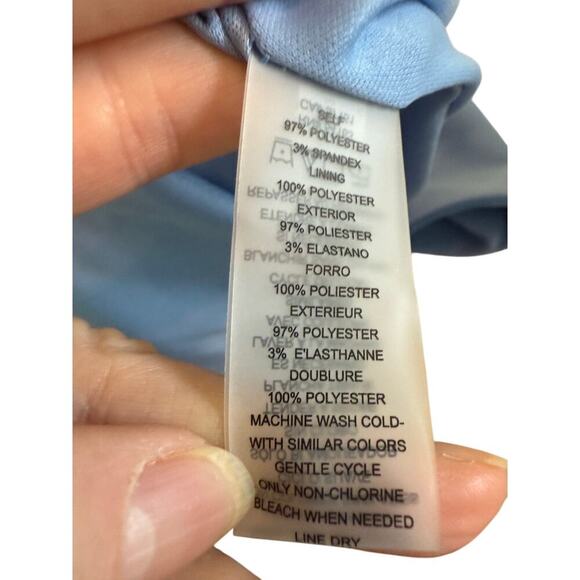 SELF
97% POLYESTER
3% SPANDEX
LINING
100% POLYESTER
EXTERIOR
97% POLIESTER
3% ELASTANO
FORRO
100% POLIESTER
EXTERIEUR
97% POLYESTER
3% E'LASTHANNE
DOUBLURE
100% POLYESTER
MACHINE WASH COLD-
WITH SIMILAR COLORS
GENTLE CYCLE
ONLY NON-CHLORINE
BLEACH WHEN NEEDED
LINE DRY